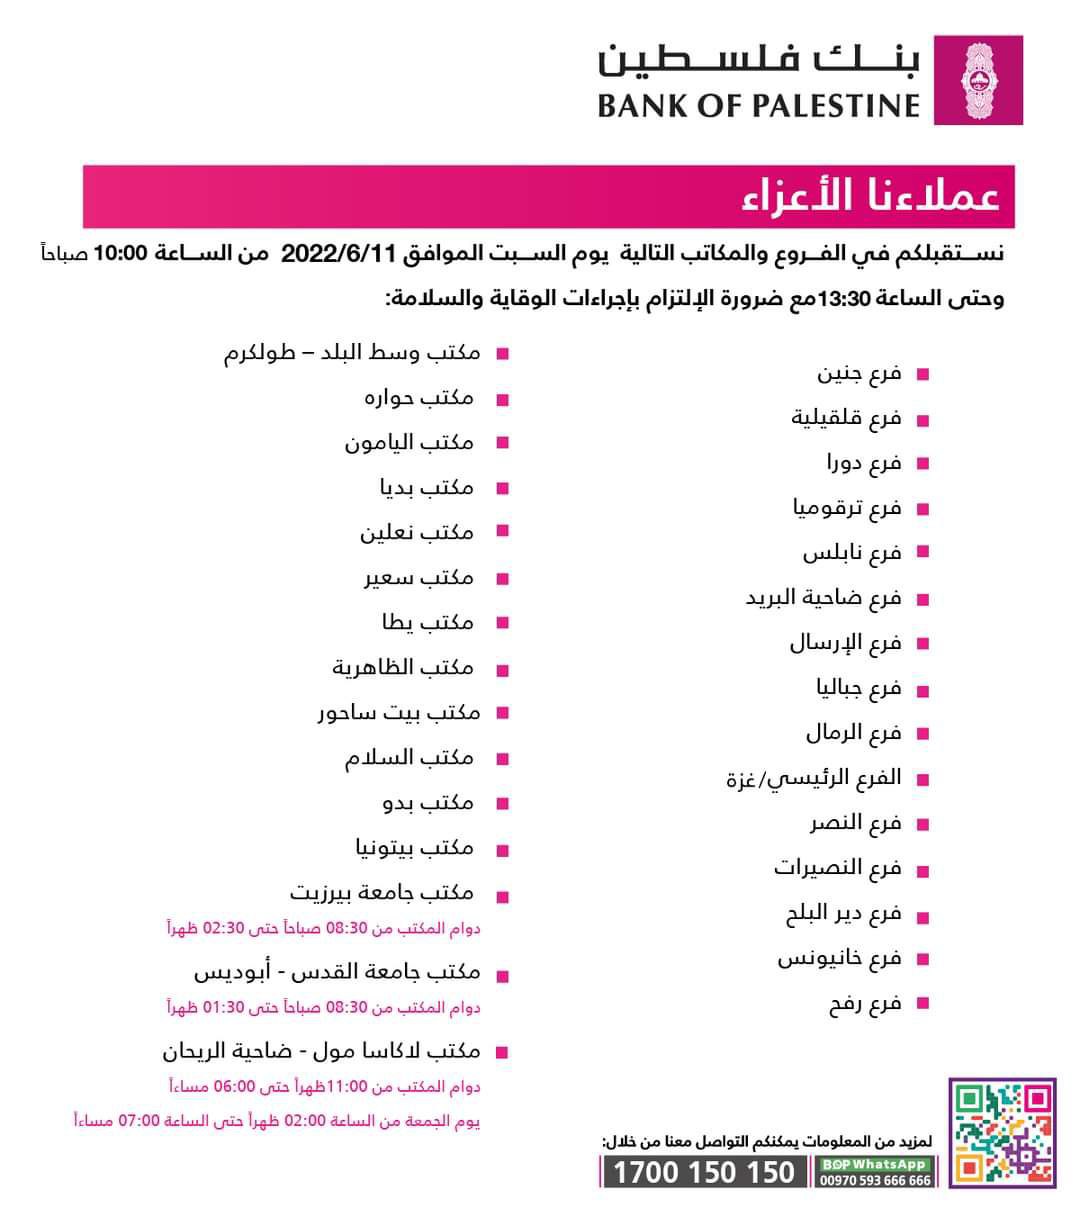 بنك فلسطين
BANK OF PALESTINE
عملاءنا الأعزاء
نستقبلكم في الفروع والمكاتب التالية يوم السبت الموافق 2022/6/11 من الساعة 10:00 صباحاً
وحتى الساعة 13:30مع ضرورة الإلتزام بإجراءات الوقاية والسلامة:
فرع جنين
فرع قلقيلية
فرع دورا
فرع ترقوميا
فرع نابلس
فرع ضاحية البريد
فرع الإرسال
فرع جباليا
فرع الرمال
الفرع الرئيسي/غزة
فرع النصر
فرع النصيرات
فرع دير البلح
فرع خانيونس
فرع رفح
مكتب وسط البلد – طولكرم
مكتب حواره
مكتب اليامون
مكتب بديا
مكتب نعلين
مكتب سعير
مكتب يطا
مكتب الظاهرية
مكتب بيت ساحور
مكتب السلام
مكتب بدو
مكتب بيتونيا
مكتب جامعة بيرزيت
دوام المكتب من 08:30 صباحاً حتى 02:30 ظهراً
مكتب جامعة القدس - أبوديس
دوام المكتب من 08:30 صباحاً حتى 01:30 ظهراً
مكتب لاكاسا مول - ضاحية الريحان
دوام المكتب من 11:00ظهراً حتى 06:00 مساءاً
يوم الجمعة من الساعة 02:00 ظهراً حتى الساعة 07:00 مساءاً
لمزيد من المعلومات يمكنكم التواصل معنا من خلال:
1700 150 150
BOP WhatsApp
00970 593 666 666